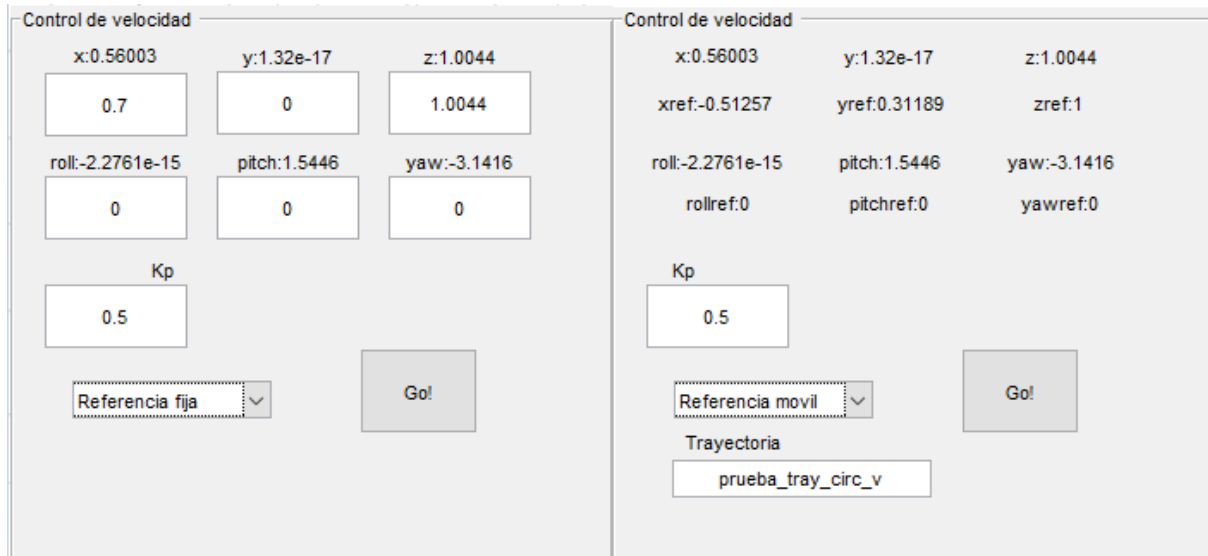 Control de velocidad
x:0.56003 y:1.32e-17 z:1.0044
0.7 0 1.0044
roll:-2.2761e-15 pitch:1.5446 yaw:-3.1416
0 0 0
Kp
0.5
Referencia fija
Go!
Control de velocidad
x:0.56003 y:1.32e-17 z:1.0044
xref:-0.51257 yref:0.31189 zref:1
roll:-2.2761e-15 pitch:1.5446 yaw:-3.1416
rollref:0 pitchref:0 yawref:0
Kp
0.5
Referencia movil
Go!
Trayectoria
prueba_tray_circ_v